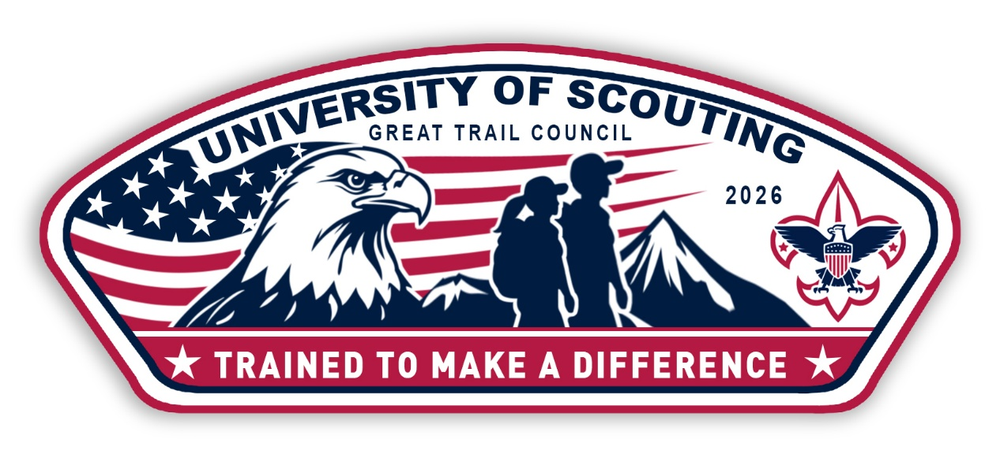 UNIVERSITY OF SCOUTING
GREAT TRAIL COUNCIL
2026
TRAINED TO MAKE A DIFFERENCE